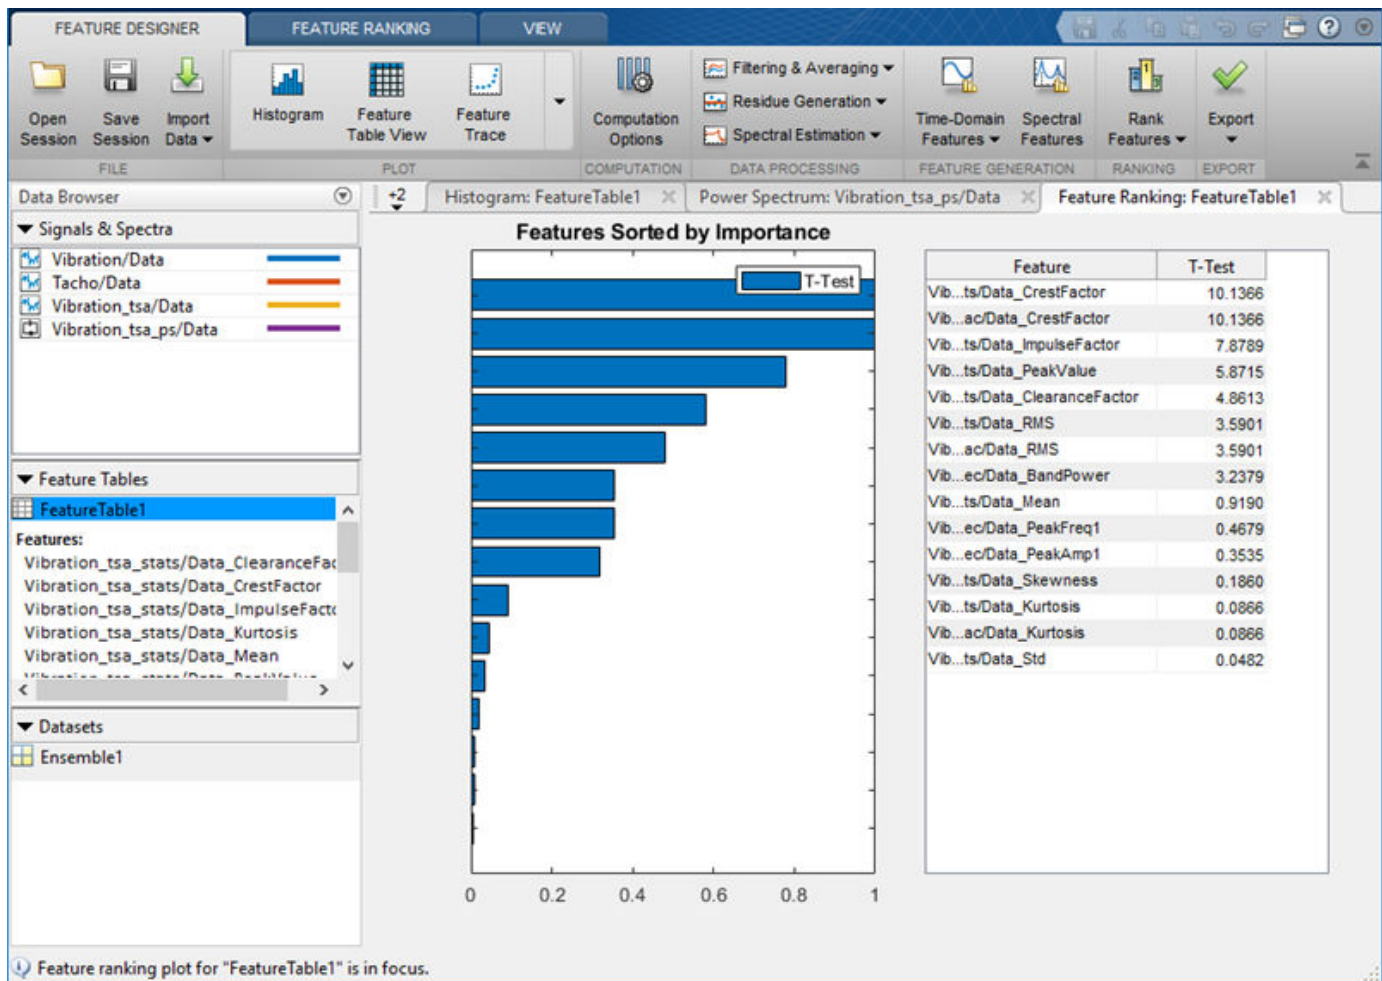 FEATURE DESIGNER
FEATURE RANKING
VIEW
Open Session
Save Session
Import Data
Histogram
Feature Table View
Feature Trace
Computation Options
Filtering & Averaging
Residue Generation
Spectral Estimation
Time-Domain Features
Spectral Features
Rank Features
Export
FILE
PLOT
COMPUTATION
DATA PROCESSING
FEATURE GENERATION
RANKING
EXPORT
Data Browser
+2
Histogram: FeatureTable1
Power Spectrum: Vibration_tsa_ps/Data
Feature Ranking: FeatureTable1
Signals & Spectra
Vibration/Data
Tacho/Data
Vibration_tsa/Data
Vibration_tsa_ps/Data
Feature Tables
FeatureTable1
Features:
Vibration_tsa_stats/Data_ClearanceFac
Vibration_tsa_stats/Data_CrestFactor
Vibration_tsa_stats/Data_ImpulseFacto
Vibration_tsa_stats/Data_Kurtosis
Vibration_tsa_stats/Data_Mean
Datasets
Ensemble1
Features Sorted by Importance
T-Test
0 0.2 0.4 0.6 0.8 1
Feature T-Test
Vib...ts/Data_CrestFactor 10.1366
Vib...ac/Data_CrestFactor 10.1366
Vib...ts/Data_ImpulseFactor 7.8789
Vib...ts/Data_PeakValue 5.8715
Vib...ts/Data_ClearanceFactor 4.8613
Vib...ts/Data_RMS 3.5901
Vib...ac/Data_RMS 3.5901
Vib...ec/Data_BandPower 3.2379
Vib...ts/Data_Mean 0.9190
Vib...ec/Data_PeakFreq1 0.4679
Vib...ec/Data_PeakAmp1 0.3535
Vib...ts/Data_Skewness 0.1860
Vib...ts/Data_Kurtosis 0.0866
Vib...ac/Data_Kurtosis 0.0866
Vib...ts/Data_Std 0.0482
Feature ranking plot for "FeatureTable1" is in focus.